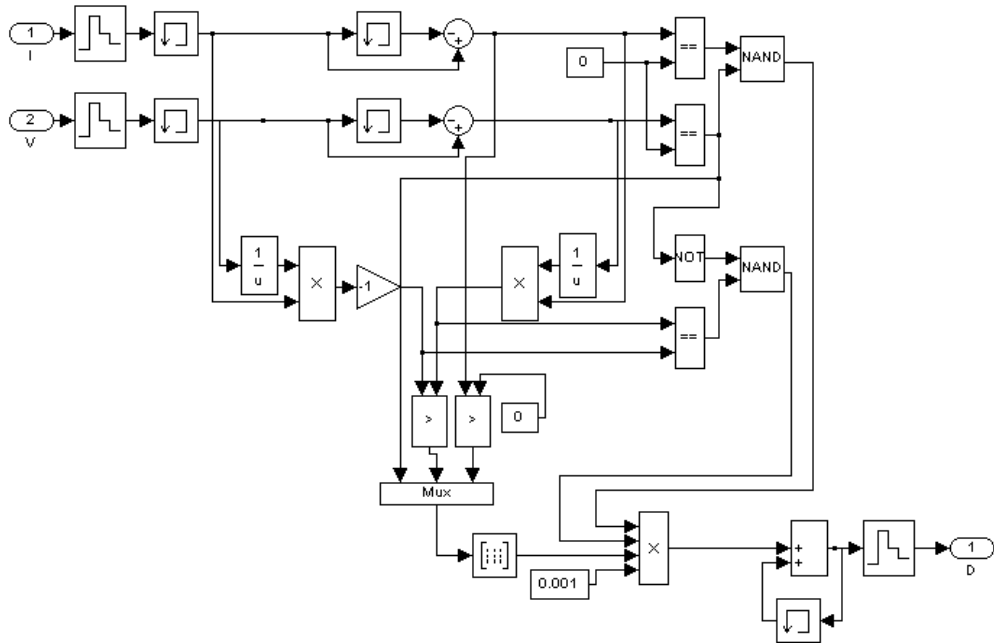 1
I
-
+
==
0
NAND
2
V
-
+
==
1
u
×
-1
×
1
u
NOT
NAND
==
>
>
0
Mux
×
0.001
+
+
1
D